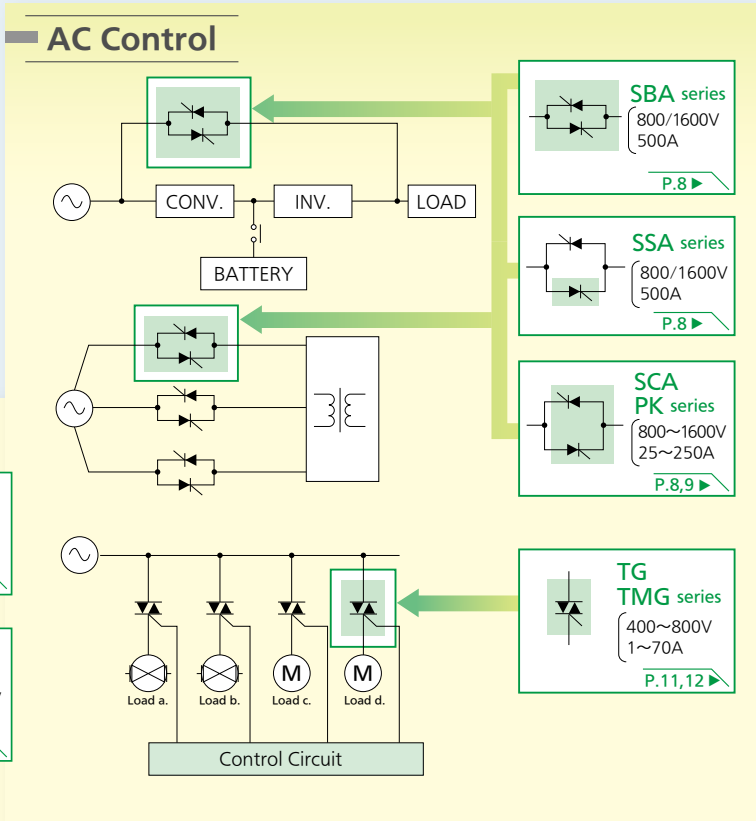 AC Control
SBA series
800/1600V
500A
P.8 ▶
CONV.
INV.
LOAD
BATTERY
SSA series
800/1600V
500A
P.8 ▶
SCA
PK series
800～1600V
25～250A
P.8,9 ▶
TG
TMG series
400～800V
1～70A
P.11,12 ▶
M
M
Load a.
Load b.
Load c.
Load d.
Control Circuit